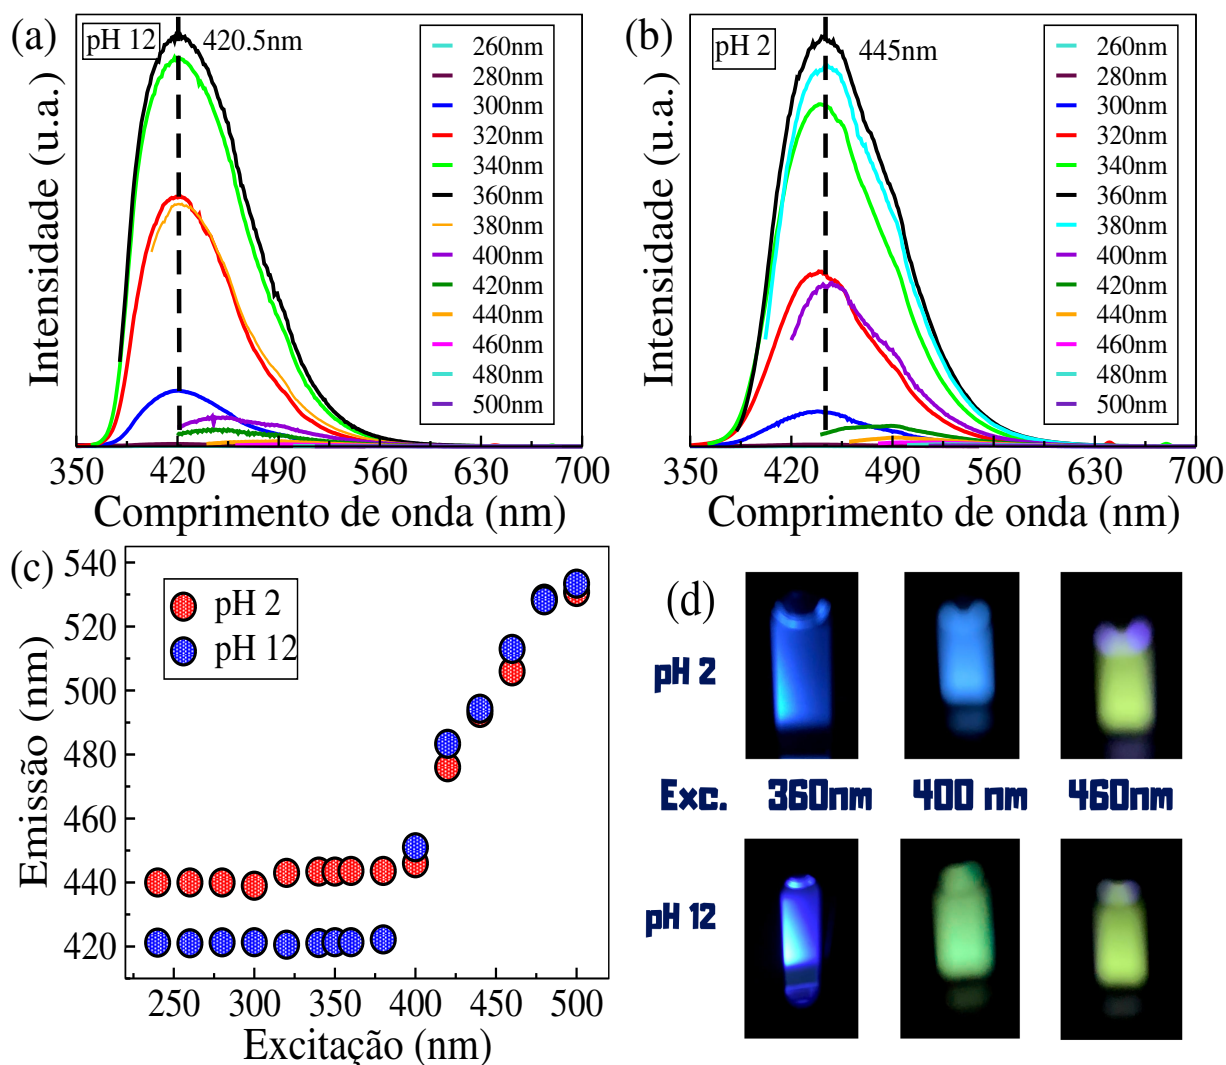 (a)
pH 12
420.5nm
260nm
280nm
300nm
320nm
340nm
360nm
380nm
400nm
420nm
440nm
460nm
480nm
500nm
Intensidade (u.a.)
350 420 490 560 630 700
Comprimento de onda (nm)
(b)
pH 2
445nm
260nm
280nm
300nm
320nm
340nm
360nm
380nm
400nm
420nm
440nm
460nm
480nm
500nm
Intensidade (u.a.)
350 420 490 560 630 700
Comprimento de onda (nm)
(c)
pH 2
pH 12
540
520
500
480
460
440
420
Emissão (nm)
250 300 350 400 450 500
Excitação (nm)
(d)
pH 2
Exc. 360nm 400 nm 460nm
pH 12